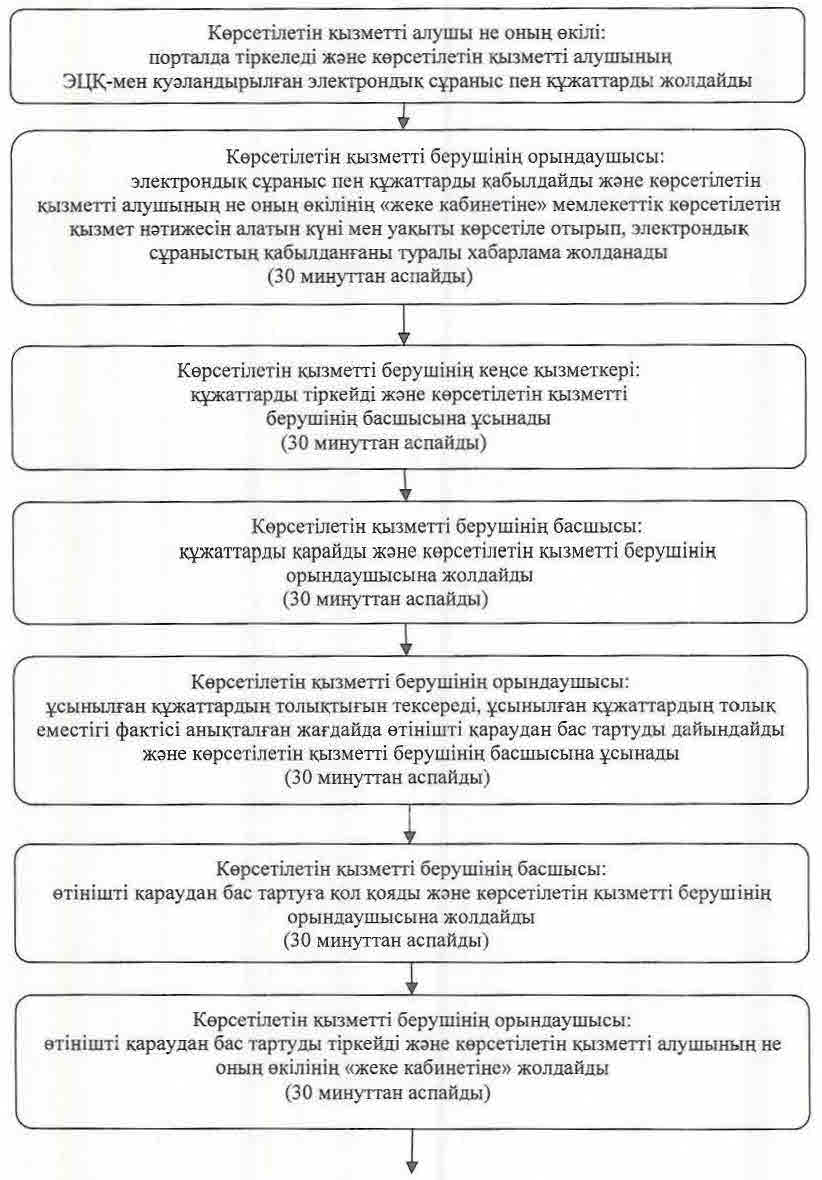 Көрсетілетін қызметті алушы не оның өкілі:
порталда тіркеледі және көрсетілетін қызметті алушының
ЭЦҚ-мен куәландырылған электрондық сұраныс пен құжаттарды жолдайды
Көрсетілетін қызметті берушінің орындаушысы:
электрондық сұраныс пен құжаттарды қабылдайды және көрсетілетін
қызметті алушының не оның өкілінің «жеке кабинетіне» мемлекеттік көрсетілетін
қызмет нәтижесін алатын күні мен уақыты көрсетіле отырып, электрондық
сұраныстың қабылданғаны туралы хабарлама жолданады
(30 минуттан аспайды)
Көрсетілетін қызметті берушінің кеңсе қызметкері:
құжаттарды тіркейді және көрсетілетін қызметті
берушінің басшысына ұсынады
(30 минуттан аспайды)
Көрсетілетін қызметті берушінің басшысы:
құжаттарды қарайды және көрсетілетін қызметті берушінің
орындаушысына жолдайды
(30 минуттан аспайды)
Көрсетілетін қызметті берушінің орындаушысы:
ұсынылған құжаттардың толықтығын тексереді, ұсынылған құжаттардың толық
еместігі фактісі анықталған жағдайда өтінішті қараудан бас тартуды дайындайды
және көрсетілетін қызметті берушінің басшысына ұсынады
(30 минуттан аспайды)
Көрсетілетін қызметті берушінің басшысы:
өтінішті қараудан бас тартуға қол қояды және көрсетілетін қызметті берушінің
орындаушысына жолдайды
(30 минуттан аспайды)
Көрсетілетін қызметті берушінің орындаушысы:
өтінішті қараудан бас тартуды тіркейді және көрсетілетін қызметті алушының не
оның өкілінің «жеке кабинетіне» жолдайды
(30 минуттан аспайды)